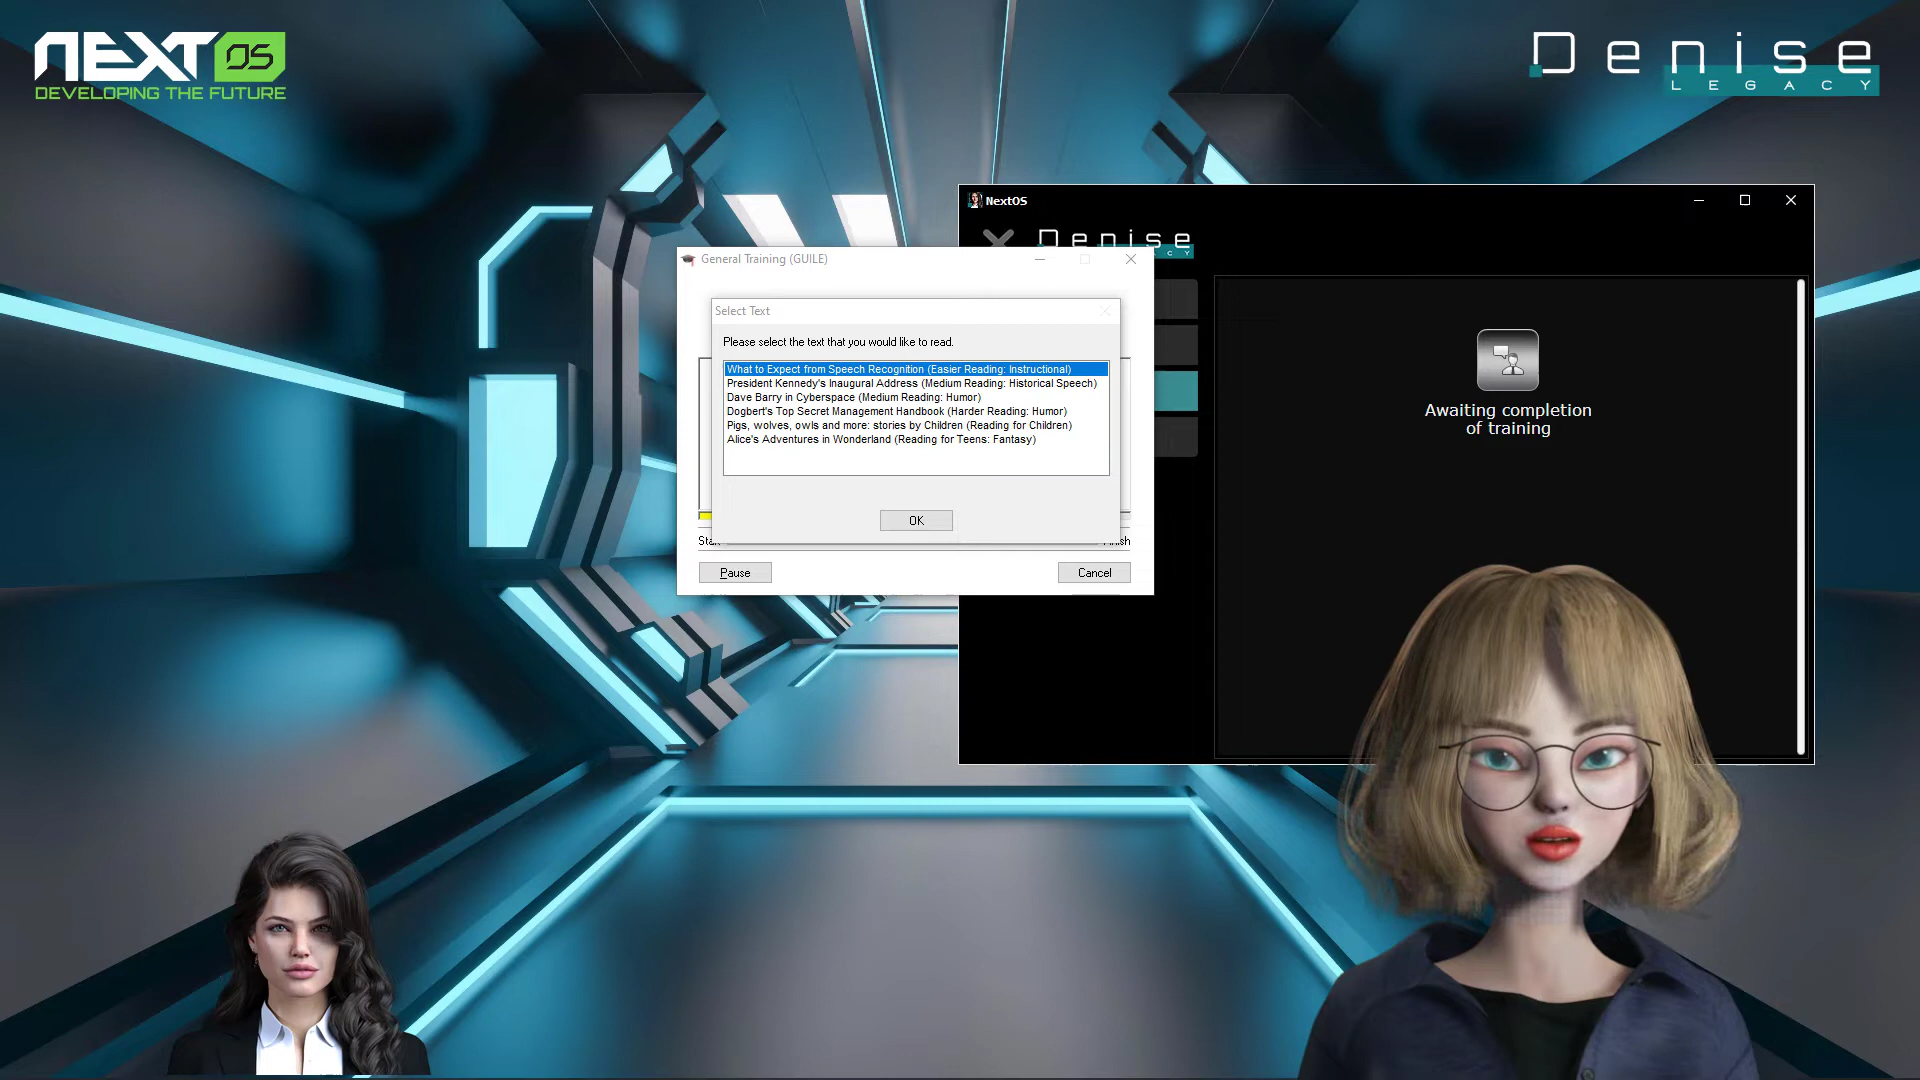 NEXT OS
DEVELOPING THE FUTURE
Denise
LEGACY
NextOS
Denise
C Y
General Training (GUILE)
Select Text
Please select the text that you would like to read.
What to Expect from Speech Recognition (Easier Reading: Instructional)
President Kennedy's Inaugural Address (Medium Reading: Historical Speech)
Dave Barry in Cyberspace (Medium Reading: Humor)
Dogbert's Top Secret Management Handbook (Harder Reading: Humor)
Pigs, wolves, owls and more: stories by Children (Reading for Children)
Alice's Adventures in Wonderland (Reading for Teens: Fantasy)
OK
Pause
Cancel
Awaiting completion
of training